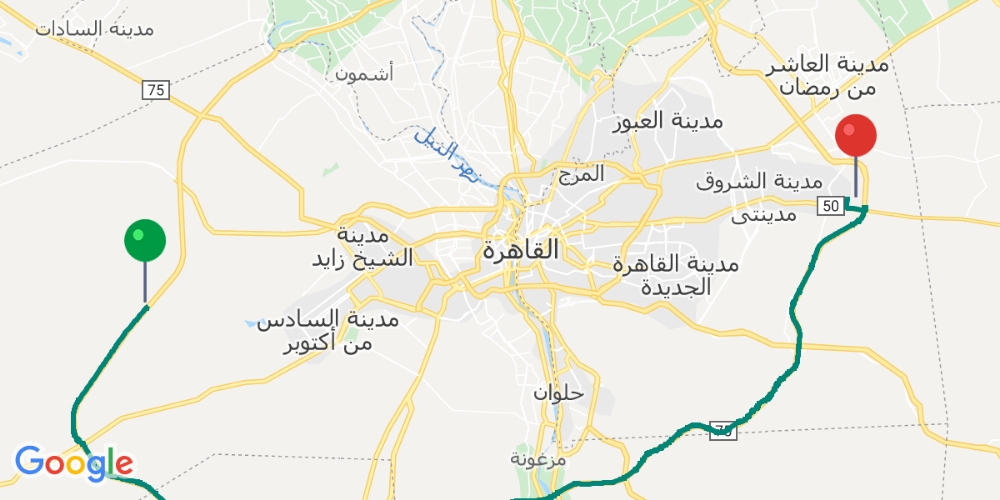 مدينة السادات
أشمون
75
مدينة العاشر
من رمضان
مدينة العبور
نهر النيل
المرج
مدينة الشروق
50
مدينتى
مدينة
الشيخ زايد
القاهرة
مدينة القاهرة
الجديدة
مدينة السادس
من أكتوبر
حلوان
75
مزغونة
Google